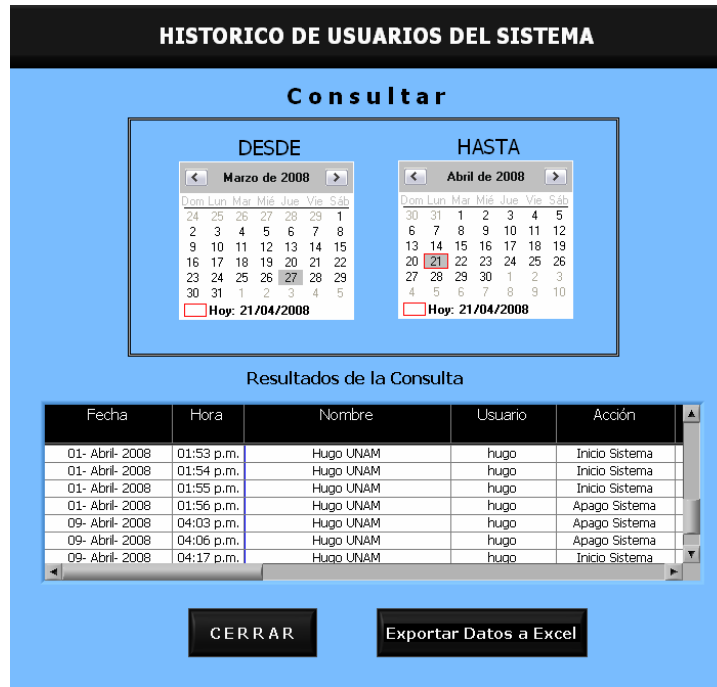 HISTORICO DE USUARIOS DEL SISTEMA
Consultar
DESDE
Marzo de 2008
Dom Lun Mar Mié Jue Vie Sáb
24 25 26 27 28 29 1
2 3 4 5 6 7 8
9 10 11 12 13 14 15
16 17 18 19 20 21 22
23 24 25 26 27 28 29
30 31 1 2 3 4 5
Hoy: 21/04/2008
HASTA
Abril de 2008
Dom Lun Mar Mié Jue Vie Sáb
30 31 1 2 3 4 5
6 7 8 9 10 11 12
13 14 15 16 17 18 19
20 21 22 23 24 25 26
27 28 29 30 1 2 3
4 5 6 7 8 9 10
Hoy: 21/04/2008
Resultados de la Consulta
Fecha Hora Nombre Usuario Acción
01- Abril- 2008 01:53 p.m. Hugo UNAM hugo Inicio Sistema
01- Abril- 2008 01:54 p.m. Hugo UNAM hugo Inicio Sistema
01- Abril- 2008 01:55 p.m. Hugo UNAM hugo Inicio Sistema
01- Abril- 2008 01:56 p.m. Hugo UNAM hugo Apago Sistema
09- Abril- 2008 04:03 p.m. Hugo UNAM hugo Apago Sistema
09- Abril- 2008 04:06 p.m. Hugo UNAM hugo Apago Sistema
09- Abril- 2008 04:17 p.m. Hugo UNAM hugo Inicio Sistema
CERRAR Exportar Datos a Excel